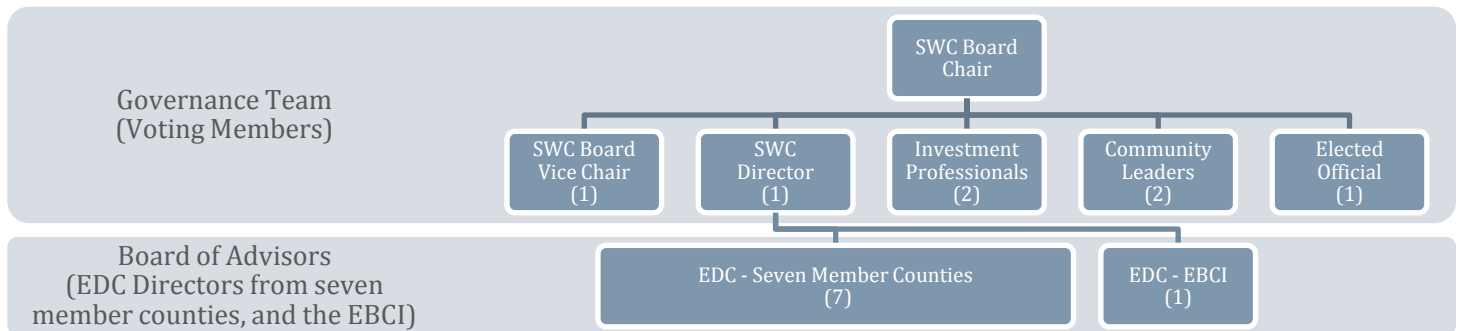 SWC Board
Chair
Governance Team
(Voting Members)
SWC Board
Vice Chair
(1)
SWC
Director
(1)
Investment
Professionals
(2)
Community
Leaders
(2)
Elected
Official
(1)
Board of Advisors
(EDC Directors from seven
member counties, and the EBCI)
EDC - Seven Member Counties
(7)
EDC - EBCI
(1)